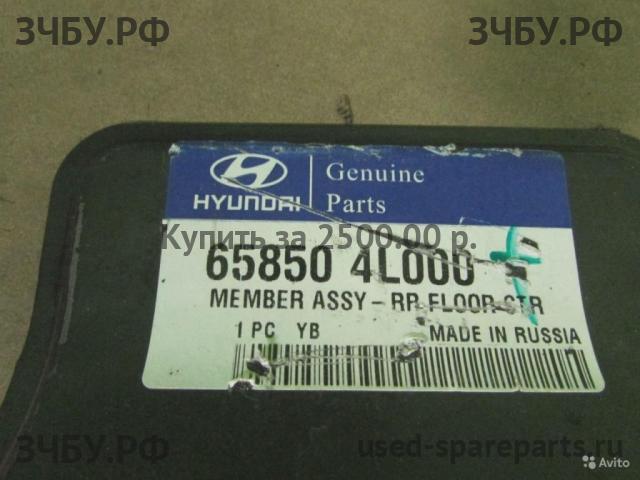 ЗЧБУ.РФ
ЗЧБУ.РФ
HYUNDAI
Genuine
Parts
Купить за 2500.00 р.
65850 4L000
MEMBER ASSY - RR FLOOR CTR
1 PC YB
MADE IN RUSSIA
ЗЧБУ.РФ
used-spareparts.ru
Avito